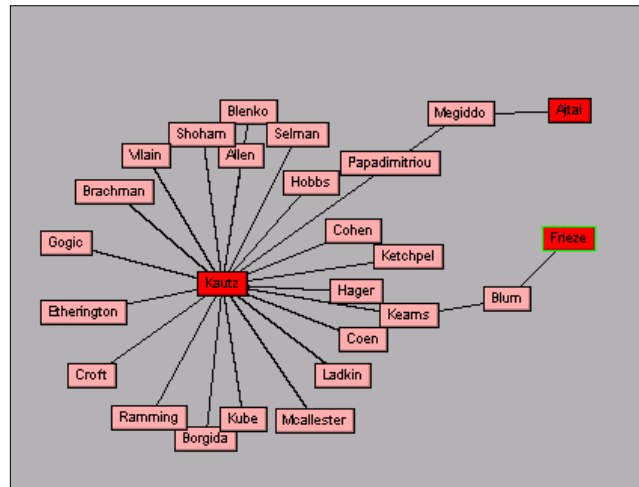 Blenko
Megiddo
Ajtai
Shoham
Selman
Vilain
Allen
Papadimitriou
Hobbs
Brachman
Cohen
Frieze
Gogic
Ketchpel
Kautz
Hager
Blum
Etherington
Kearns
Coen
Croft
Ladkin
Ramming
Kube
Mcallester
Borgida